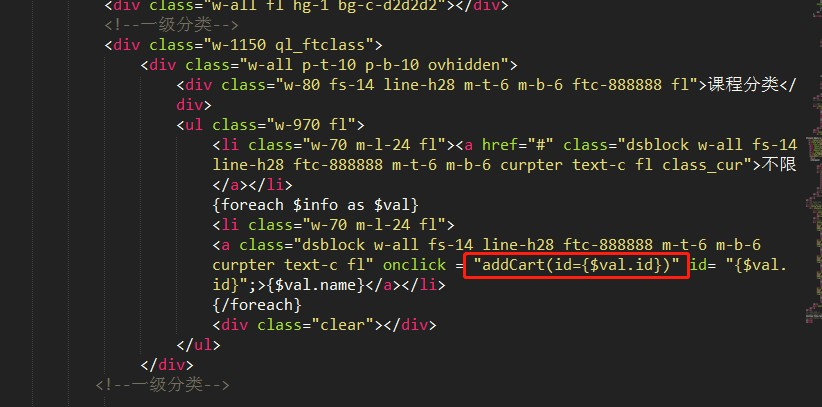 <div class="w-all fl hg-1 bg-c-d2d2d2"></div>
<!--一级分类-->
<div class="w-1150 ql_ftclass">
<div class="w-all p-t-10 p-b-10 ovhidden">
<div class="w-80 fs-14 line-h28 m-t-6 m-b-6 ftc-888888 fl">课程分类</
div>
<ul class="w-970 fl">
<li class="w-70 m-l-24 fl"><a href="#" class="dsblock w-all fs-14
line-h28 ftc-888888 m-t-6 m-b-6 curpter text-c fl class_cur">不限
</a></li>
{foreach $info as $val}
<li class="w-70 m-l-24 fl">
<a class="dsblock w-all fs-14 line-h28 ftc-888888 m-t-6 m-b-6
curpter text-c fl" onclick = "addCart(id={$val.id})" id= "{$val.
id}";>{$val.name}</a></li>
{/foreach}
<div class="clear"></div>
</ul>
</div>
<!--一级分类-->